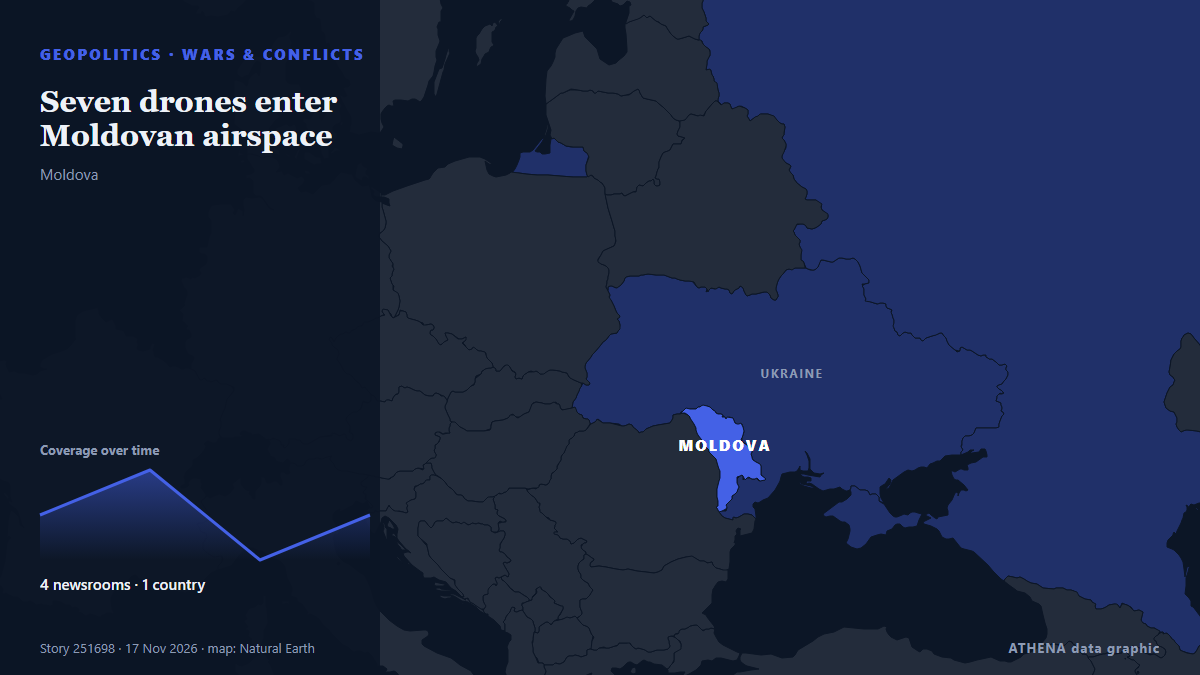 GEOPOLITICS · WARS & CONFLICTS
Seven drones enter
Moldovan airspace
Moldova
UKRAINE
MOLDOVA
Coverage over time
4 newsrooms · 1 country
Story 251698 · 17 Nov 2026 · map: Natural Earth
ATHENA data graphic